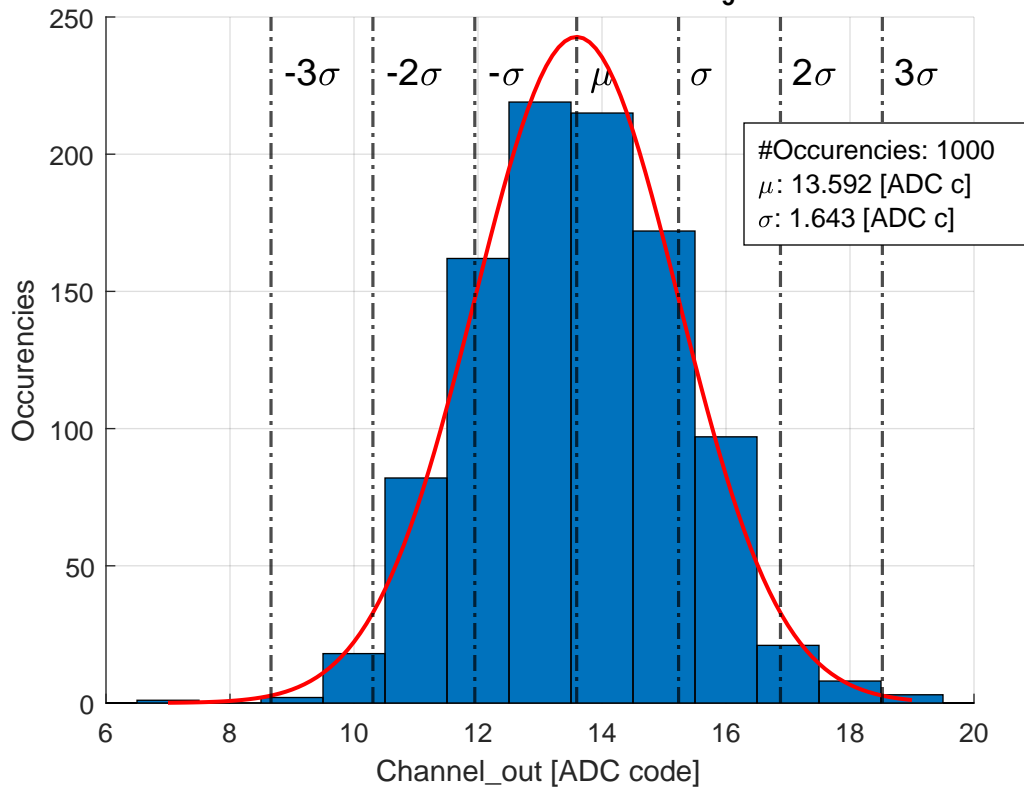 250
200
150
100
50
0
-3σ -2σ -σ μ σ 2σ 3σ
#Occurencies: 1000
μ: 13.592 [ADC c]
σ: 1.643 [ADC c]
Occurencies
6 8 10 12 14 16 18 20
Channel_out [ADC code]